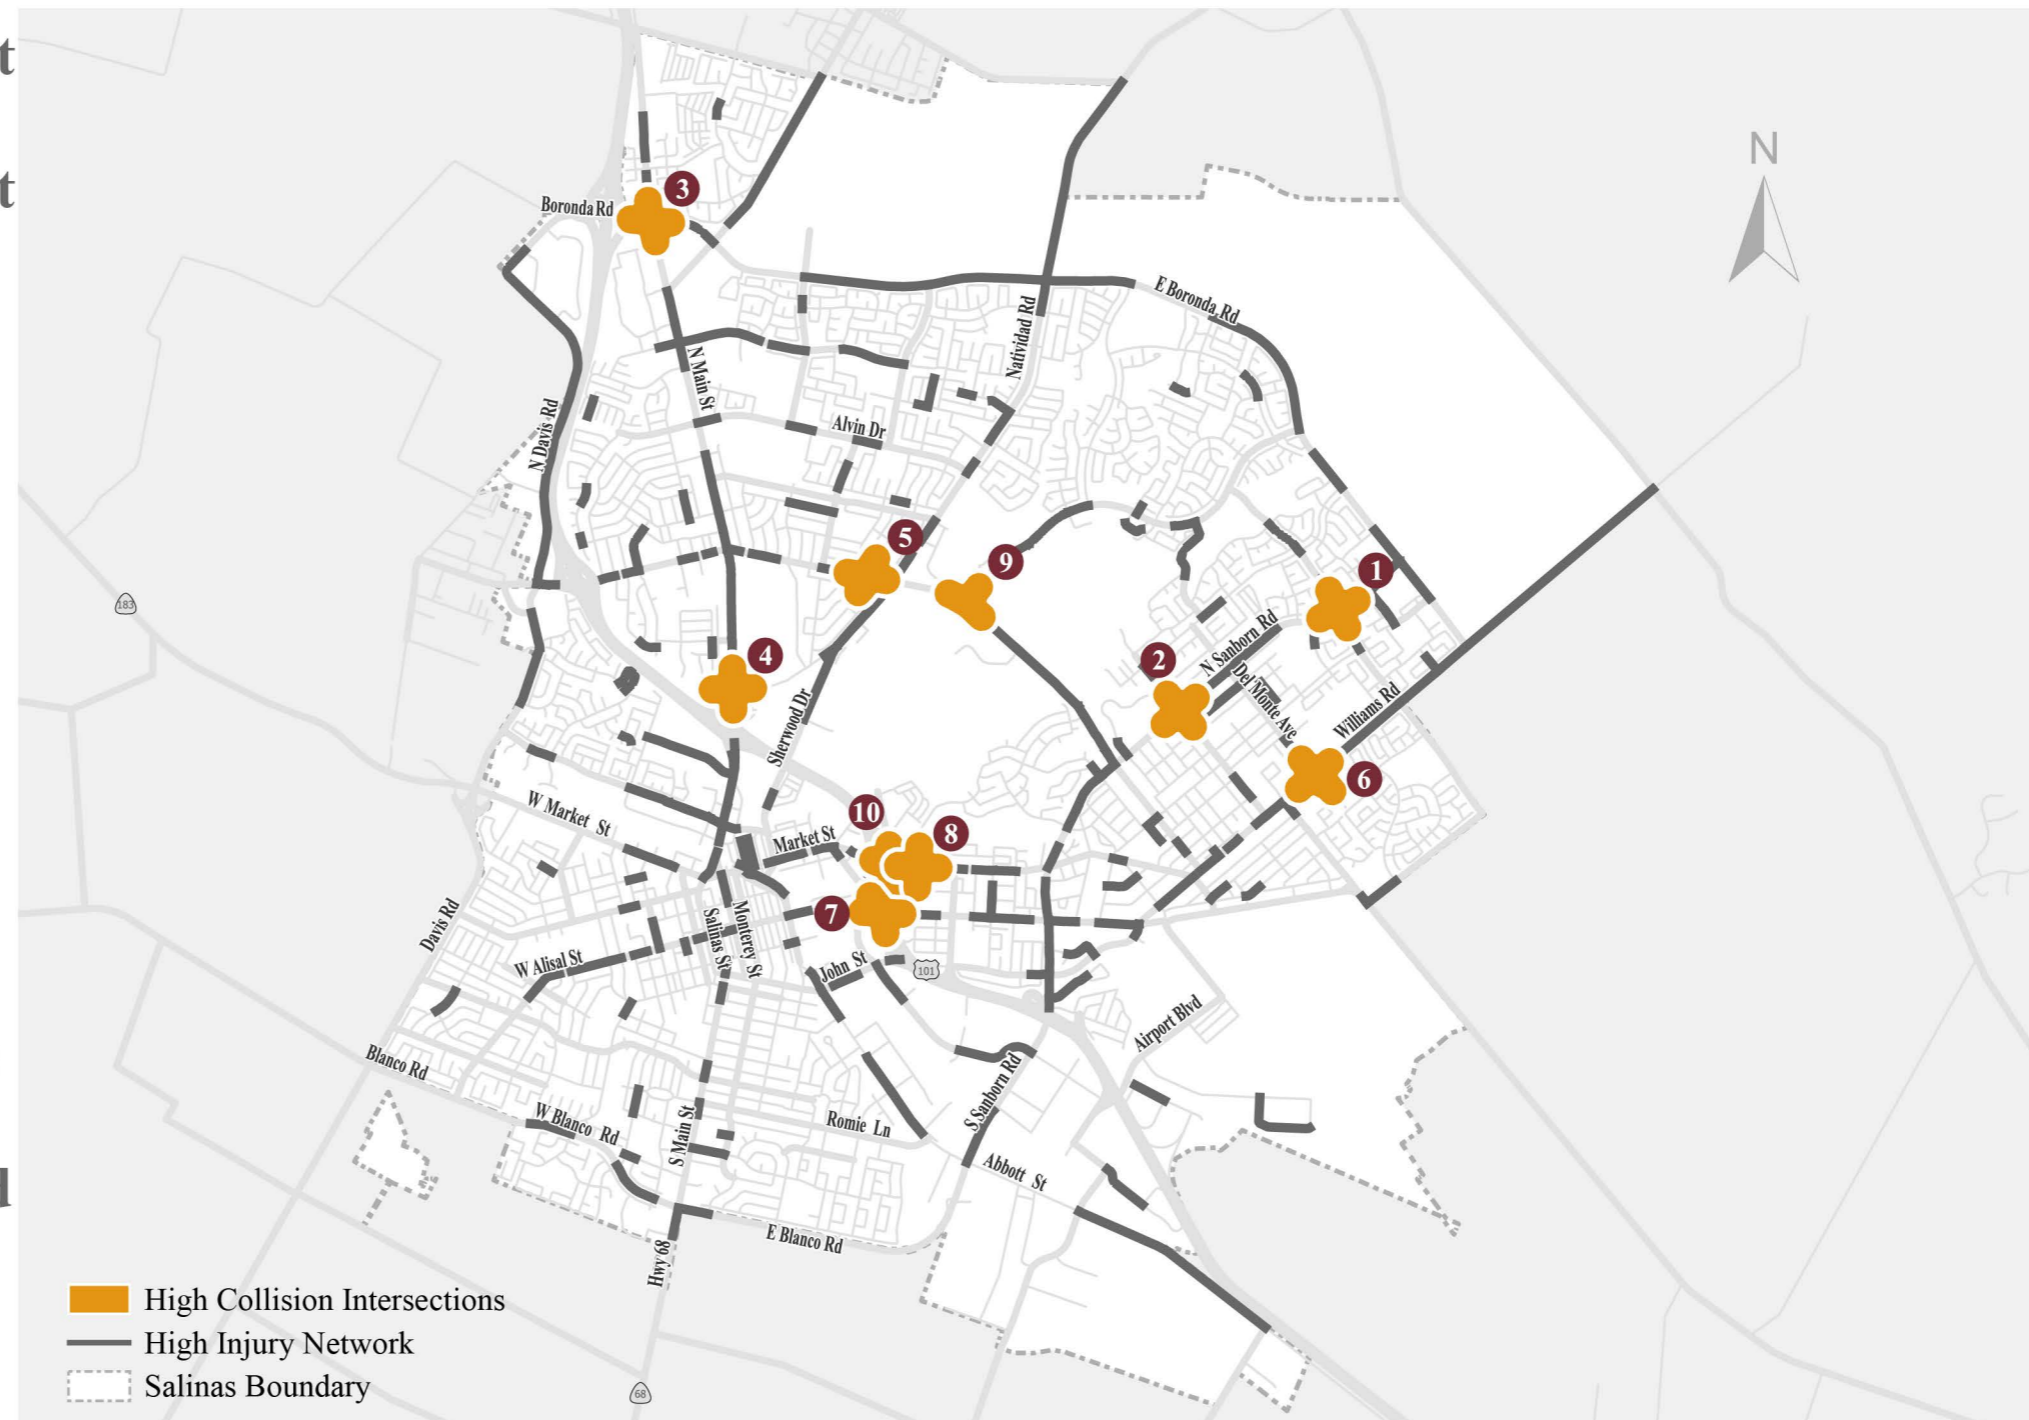 t
t
d
N
3
Boronda Rd
E Boronda Rd
Natividad Rd
N Main St
N Davis Rd
Alvin Dr
5
9
1
183
4
2
N Sanborn Rd
Del Monte Ave
Williams Rd
6
Sherwood Dr
W Market St
10
Market St
8
7
Salinas St
Monterey St
Davis Rd
W Alisal St
John St
101
Airport Blvd
Blanco Rd
S Sanborn Rd
W Blanco Rd
S Main St
Romie Ln
Abbott St
E Blanco Rd
Hwy 68
High Collision Intersections
High Injury Network
Salinas Boundary
68